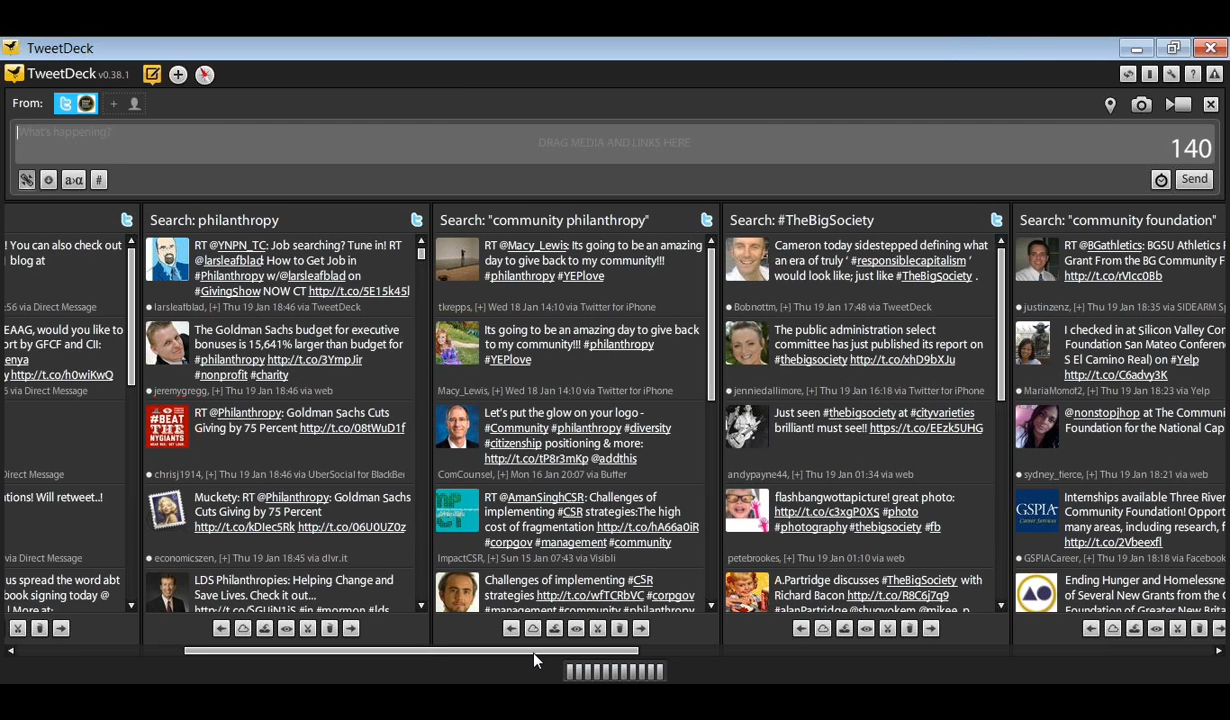 TweetDeck
TweetDeck v0.38.1
From:
What's happening?
DRAG MEDIA AND LINKS HERE
140
a›α
#
Send
! You can also check out
blog at
:56 via Direct Message
EAAG, would you like to
ort by GFCF and CII:
enya
y http://t.co/h0wiKwQ
via Direct Message
Direct Message
ations! Will retweet..!
via Direct Message
us spread the word abt
book signing today @
Search: philanthropy
RT @YNPN_TC: Job searching? Tune in! RT
@larsleafblad: How to Get Job in
#Philanthropy w/@larsleafblad on
#GivingShow NOW CT http://t.co/5E15k45l
larsleafblad, [+] Thu 19 Jan 18:46 via TweetDeck
The Goldman Sachs budget for executive
bonuses is 15,641% larger than budget for
#philanthropy http://t.co/3YmpJir
#nonprofit #charity
jeremygregg, [+] Thu 19 Jan 18:46 via web
#BEAT
THE
NYGIANTS
RT @Philanthropy: Goldman Sachs Cuts
Giving by 75 Percent http://t.co/08tWuD1f
chrisj1914, [+] Thu 19 Jan 18:46 via UberSocial for BlackBer
Muckety: RT @Philanthropy: Goldman Sachs
Cuts Giving by 75 Percent
http://t.co/kDIec5Rk http://t.co/06U0UZ0z
economicszen, [+] Thu 19 Jan 18:45 via dlvr.it
LDS Philanthropies: Helping Change and
Save Lives. Check it out...
Search: "community philanthropy"
RT @Macy_Lewis: Its going to be an amazing
day to give back to my community!!!
#philanthropy #YEPlove
tkrepps, [+] Wed 18 Jan 14:10 via Twitter for iPhone
Its going to be an amazing day to give back
to my community!!! #philanthropy
#YEPlove
Macy_Lewis, [+] Wed 18 Jan 14:10 via Twitter for iPhone
Let's put the glow on your logo -
#Community #philanthropy #diversity
#citizenship positioning & more:
http://t.co/tP8r3mKp @addthis
ComCounsel, [+] Mon 16 Jan 20:07 via Buffer
RT @AmanSinghCSR: Challenges of
implementing #CSR strategies:The high
cost of fragmentation http://t.co/hA66a0iR
#corpgov #management #community
ImpactCSR, [+] Sun 15 Jan 07:43 via Visibli
Challenges of implementing #CSR
strategies http://t.co/wfTCRbVC #corpgov
#management #community #philanthropy
Search: #TheBigSociety
Cameron today sidestepped defining what
an era of truly ' #responsiblecapitalism '
would look like; just like #TheBigSociety .
Bobnottm, [+] Thu 19 Jan 17:48 via TweetDeck
The public administration select
committee has just published its report on
#thebigsociety http://t.co/xhD9bXJu
jenniedallimore, [+] Thu 19 Jan 16:18 via Twitter for iPhone
Just seen #thebigsociety at #cityvarieties
brilliant! must see!! https://t.co/EEzk5UHG
andypayne44, [+] Thu 19 Jan 01:34 via web
flashbangwottapicture! great photo:
http://t.co/c3xgP0XS #photo
#photography #thebigsociety #fb
petebrookes, [+] Thu 19 Jan 01:10 via web
A.Partridge discusses #TheBigSociety with
Richard Bacon http://t.co/R8C6J7g9
Search: "community foundation"
RT @BGathletics: BGSU Athletics I
Grant From the BG Community F
http://t.co/rVIcc0Bb
justinzenz, [+] Thu 19 Jan 18:35 via SIDEARM S
I checked in at Silicon Valley Cor
Foundation San Mateo Conferen
S El Camino Real) on #Yelp
http://t.co/C6advy3K
MariaMomof2, [+] Thu 19 Jan 18:23 via Yelp
@nonstopjhop at The Communi
Foundation for the National Cap
sydney_fierce, [+] Thu 19 Jan 18:21 via web
GSPIA
Internships available Three River
Community Foundation! Opport
many areas, including research, f
http://t.co/2Vbeexfl
GSPIACareer, [+] Thu 19 Jan 18:18 via Facebook
Ending Hunger and Homelessne
of Several New Grants from the C
Foundation of Greater New Brita